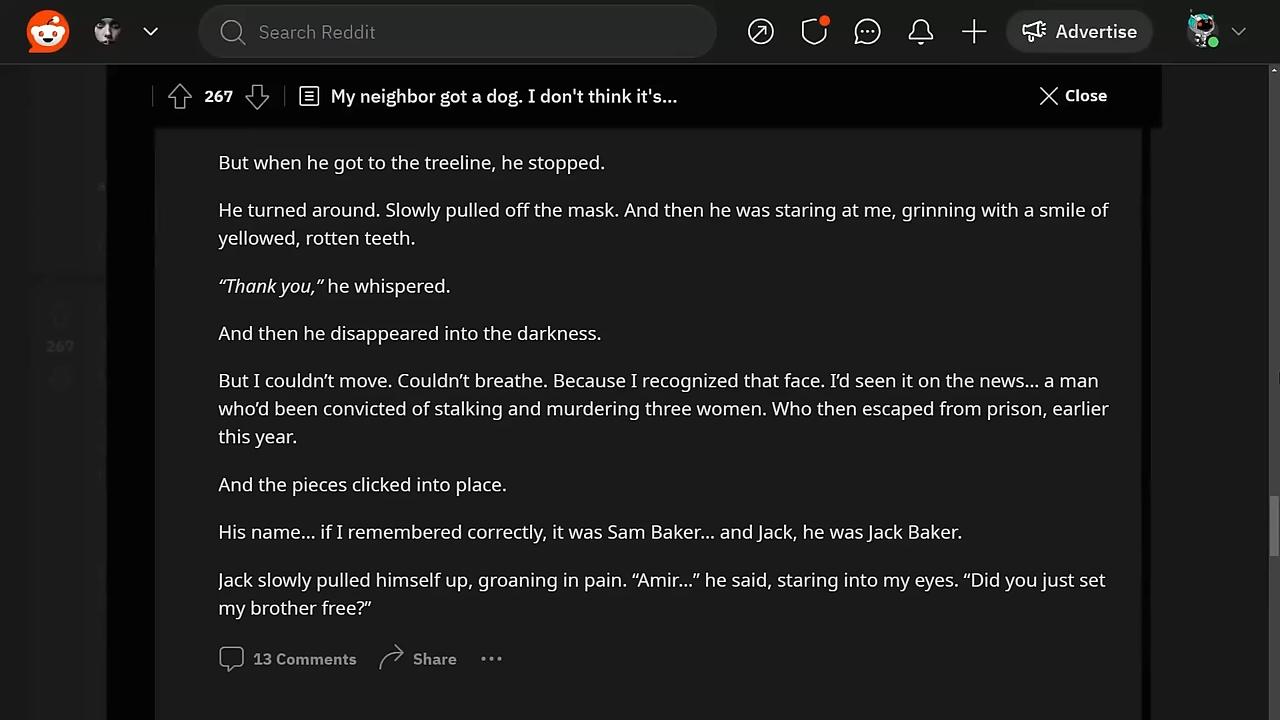 Search Reddit
Advertise
267
My neighbor got a dog. I don't think it's...
Close
But when he got to the treeline, he stopped.
He turned around. Slowly pulled off the mask. And then he was staring at me, grinning with a smile of
yellowed, rotten teeth.
“Thank you,” he whispered.
And then he disappeared into the darkness.
267
But I couldn’t move. Couldn’t breathe. Because I recognized that face. I’d seen it on the news… a man
who’d been convicted of stalking and murdering three women. Who then escaped from prison, earlier
this year.
And the pieces clicked into place.
His name… if I remembered correctly, it was Sam Baker… and Jack, he was Jack Baker.
Jack slowly pulled himself up, groaning in pain. “Amir…” he said, staring into my eyes. “Did you just set
my brother free?”
13 Comments
Share